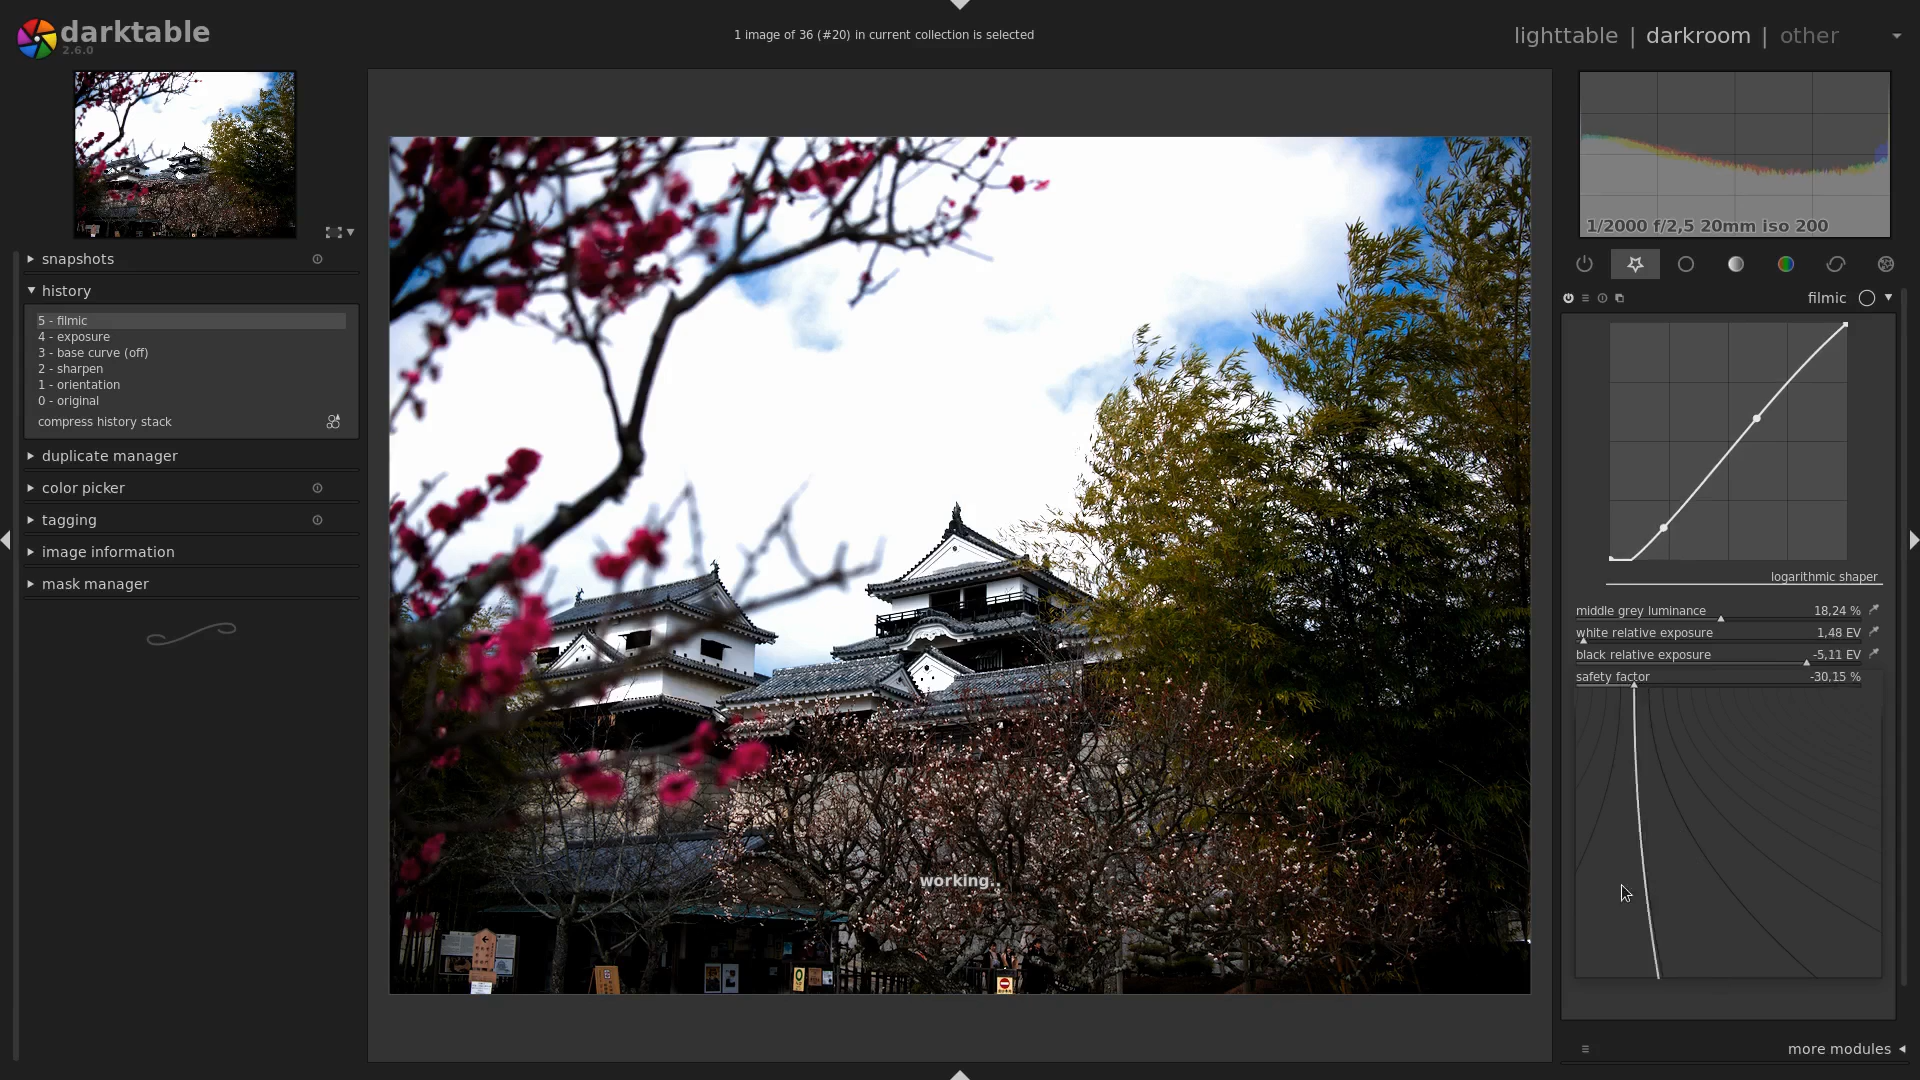 darktable
2.6.0
1 image of 36 (#20) in current collection is selected
lighttable | darkroom | other
1/2000 f/2,5 20mm iso 200
snapshots
history
5 - filmic
4 - exposure
3 - base curve (off)
2 - sharpen
1 - orientation
0 - original
compress history stack
duplicate manager
color picker
tagging
image information
mask manager
working..
filmic
logarithmic shaper
middle grey luminance 18,24 %
white relative exposure 1,48 EV
black relative exposure -5,11 EV
safety factor -30,15 %
more modules